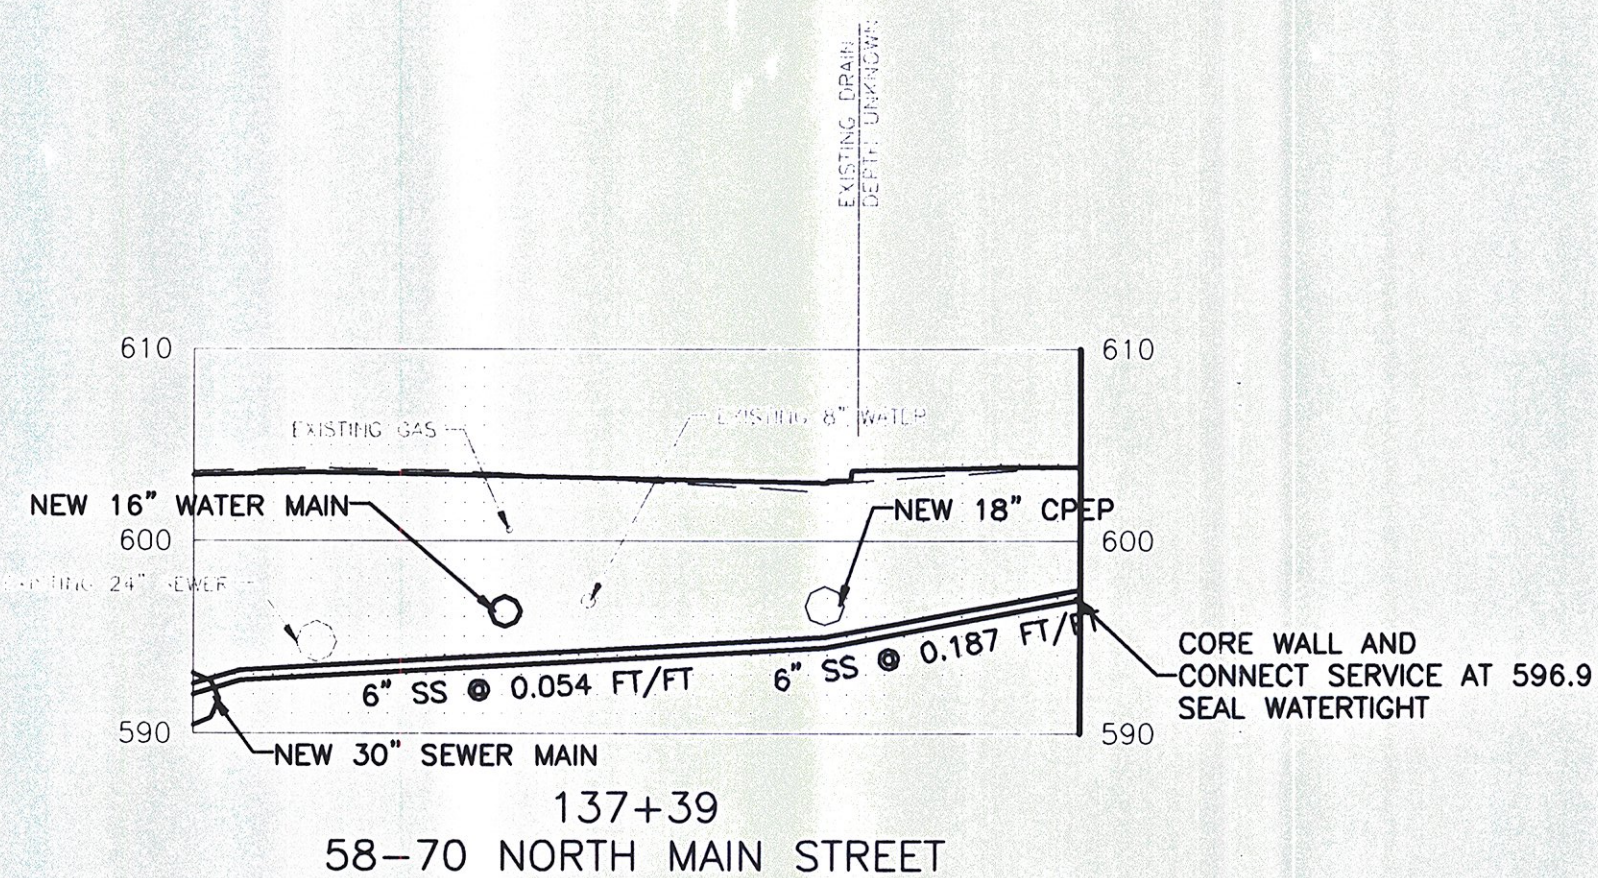 EXISTING DRAIN
DEPTH UNKNOWN
610
610
EXISTING GAS
EXISTING 8" WATER
NEW 16" WATER MAIN
NEW 18" CPEP
600
600
EXISTING 24" SEWER
6" SS @ 0.054 FT/FT
6" SS @ 0.187 FT/FT
CORE WALL AND
CONNECT SERVICE AT 596.9
SEAL WATERTIGHT
590
590
NEW 30" SEWER MAIN
137+39
58-70 NORTH MAIN STREET